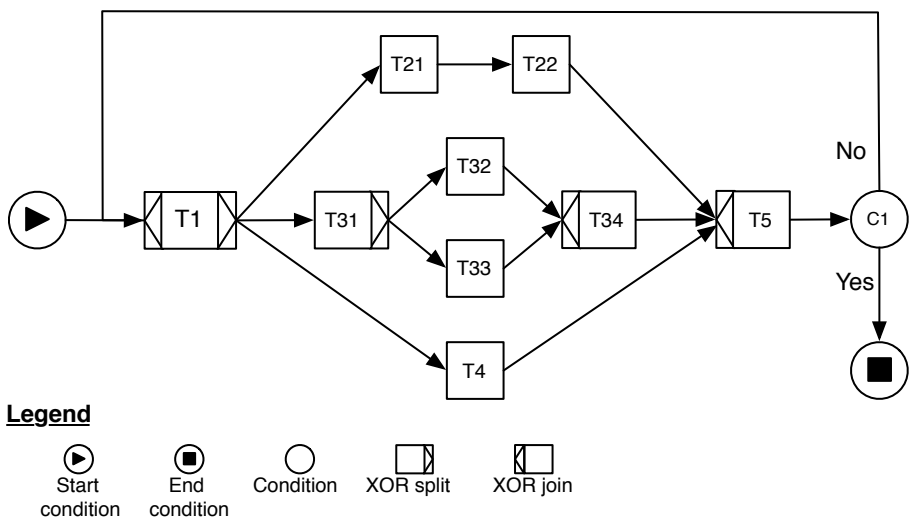 T21
T22
No
T32
T1
T31
T34
T5
C1
T33
Yes
T4
Legend
Start condition
End condition
Condition
XOR split
XOR join